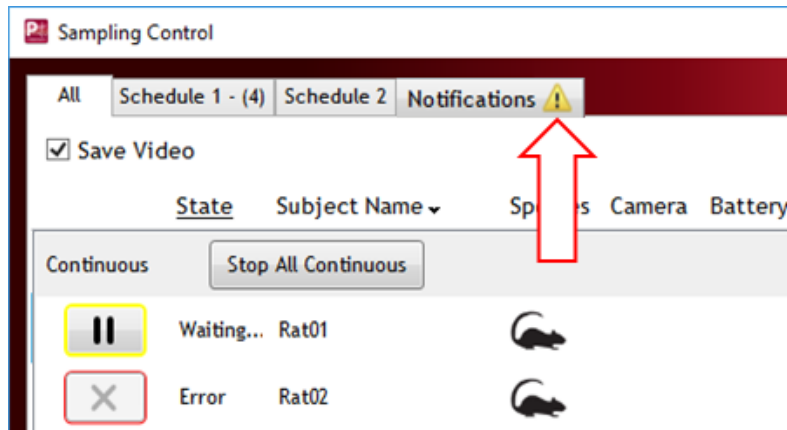 Sampling Control
All Schedule 1 - (4) Schedule 2 Notifications
Save Video
State Subject Name Camera Battery
Continuous Stop All Continuous
Waiting... Rat01
Error Rat02